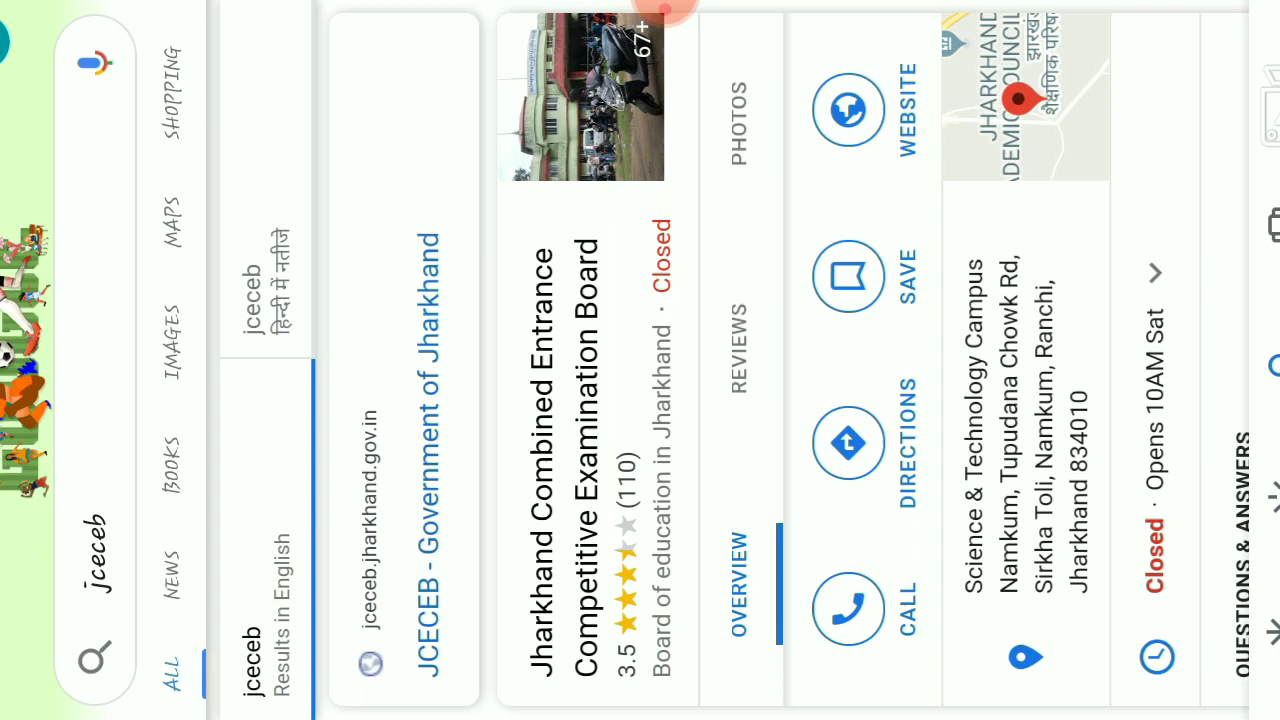 jceceb
ALL NEWS BOOKS IMAGES MAPS SHOPPING
jceceb
Results in English
jceceb
हिन्दी में नतीजे
jceceb.jharkhand.gov.in
JCECEB - Government of Jharkhand
Jharkhand Combined Entrance
Competitive Examination Board
3.5 (110)
Board of education in Jharkhand · Closed
67+
OVERVIEW REVIEWS PHOTOS
CALL DIRECTIONS SAVE WEBSITE
Science & Technology Campus
Namkum, Tupudana Chowk Rd,
Sirkha Toli, Namkum, Ranchi,
Jharkhand 834010
JHARKHAND
COUNCIL
Closed · Opens 10AM Sat
QUESTIONS & ANSWERS